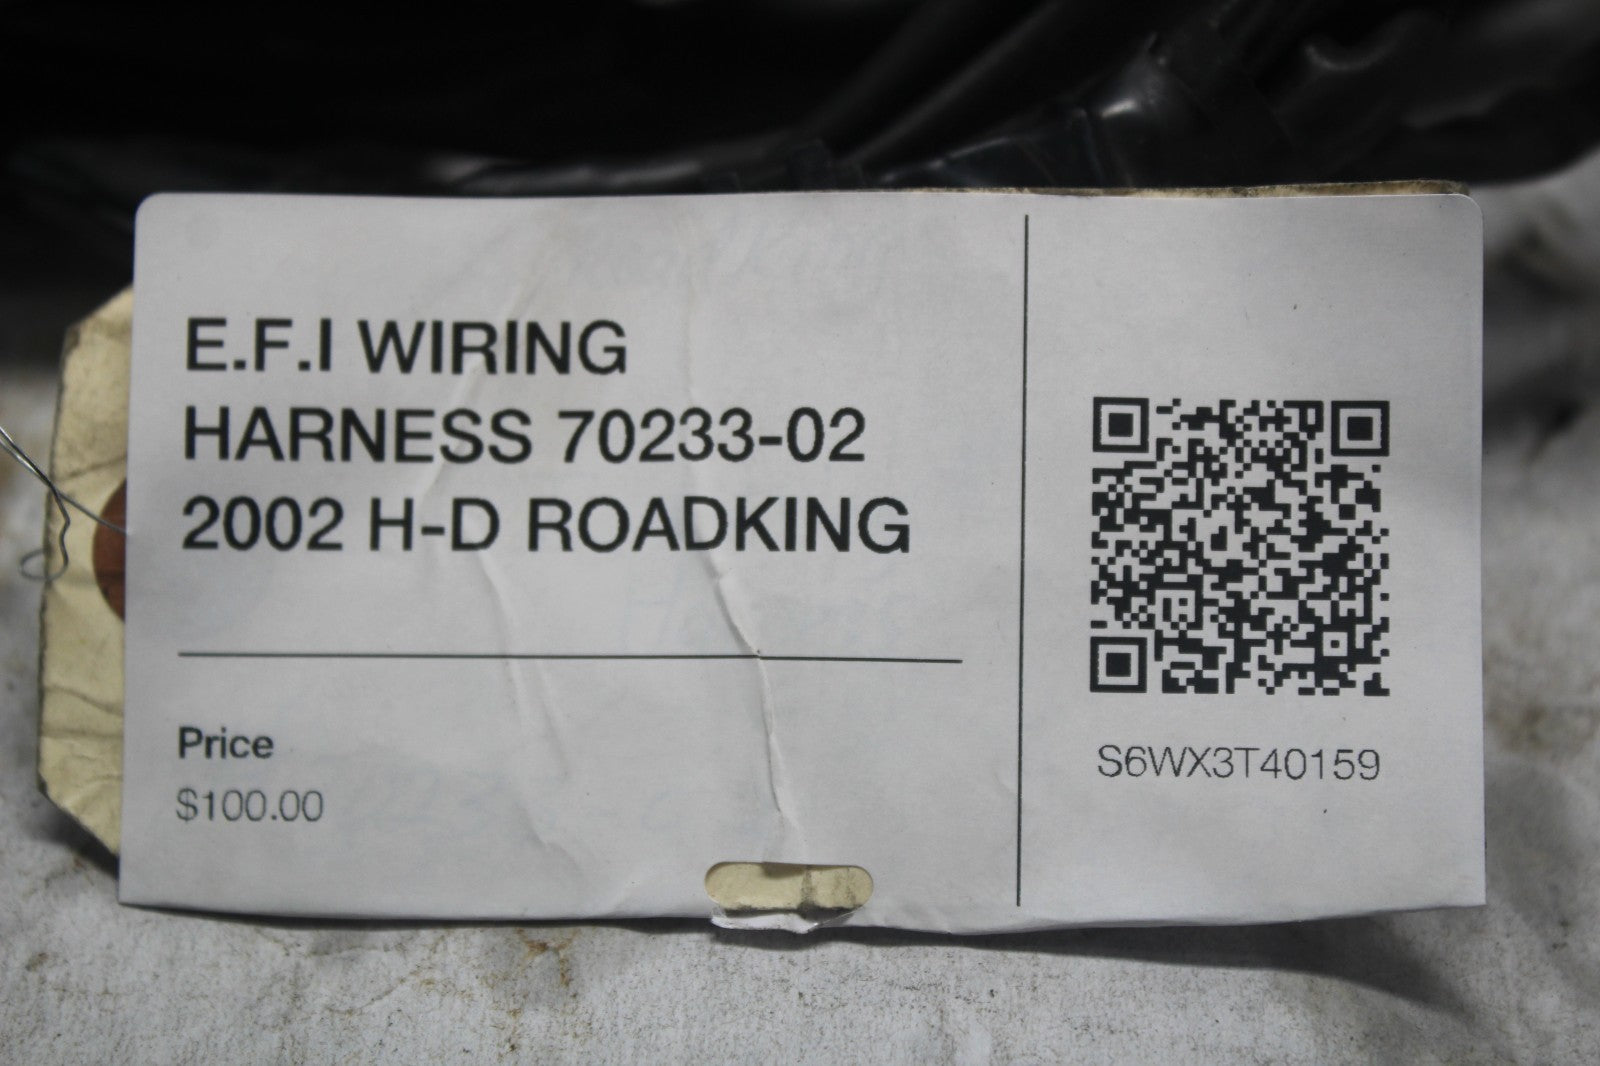 E.F.I WIRING
HARNESS 70233-02
2002 H-D ROADKING
Price
$100.00
S6WX3T40159